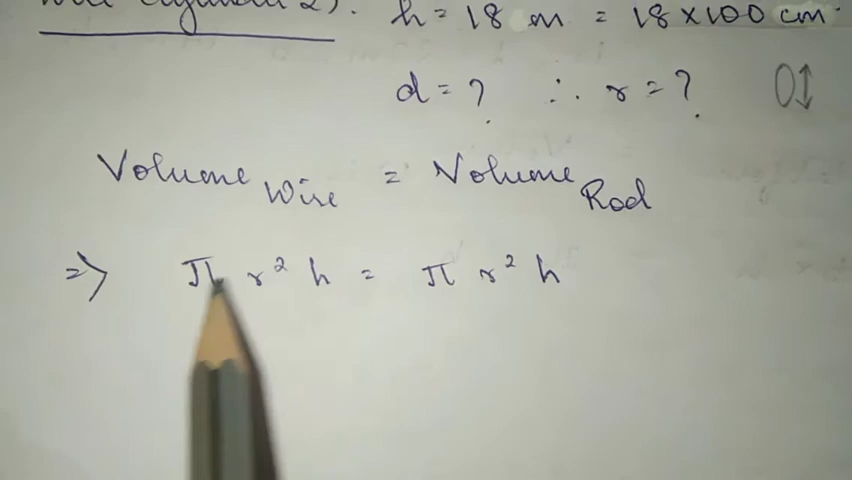 h = 18 m = 18 × 100 cm.
d = ? ∴ r = ?
Volume Wire = Volume Rod
=> π r² h = π r² h